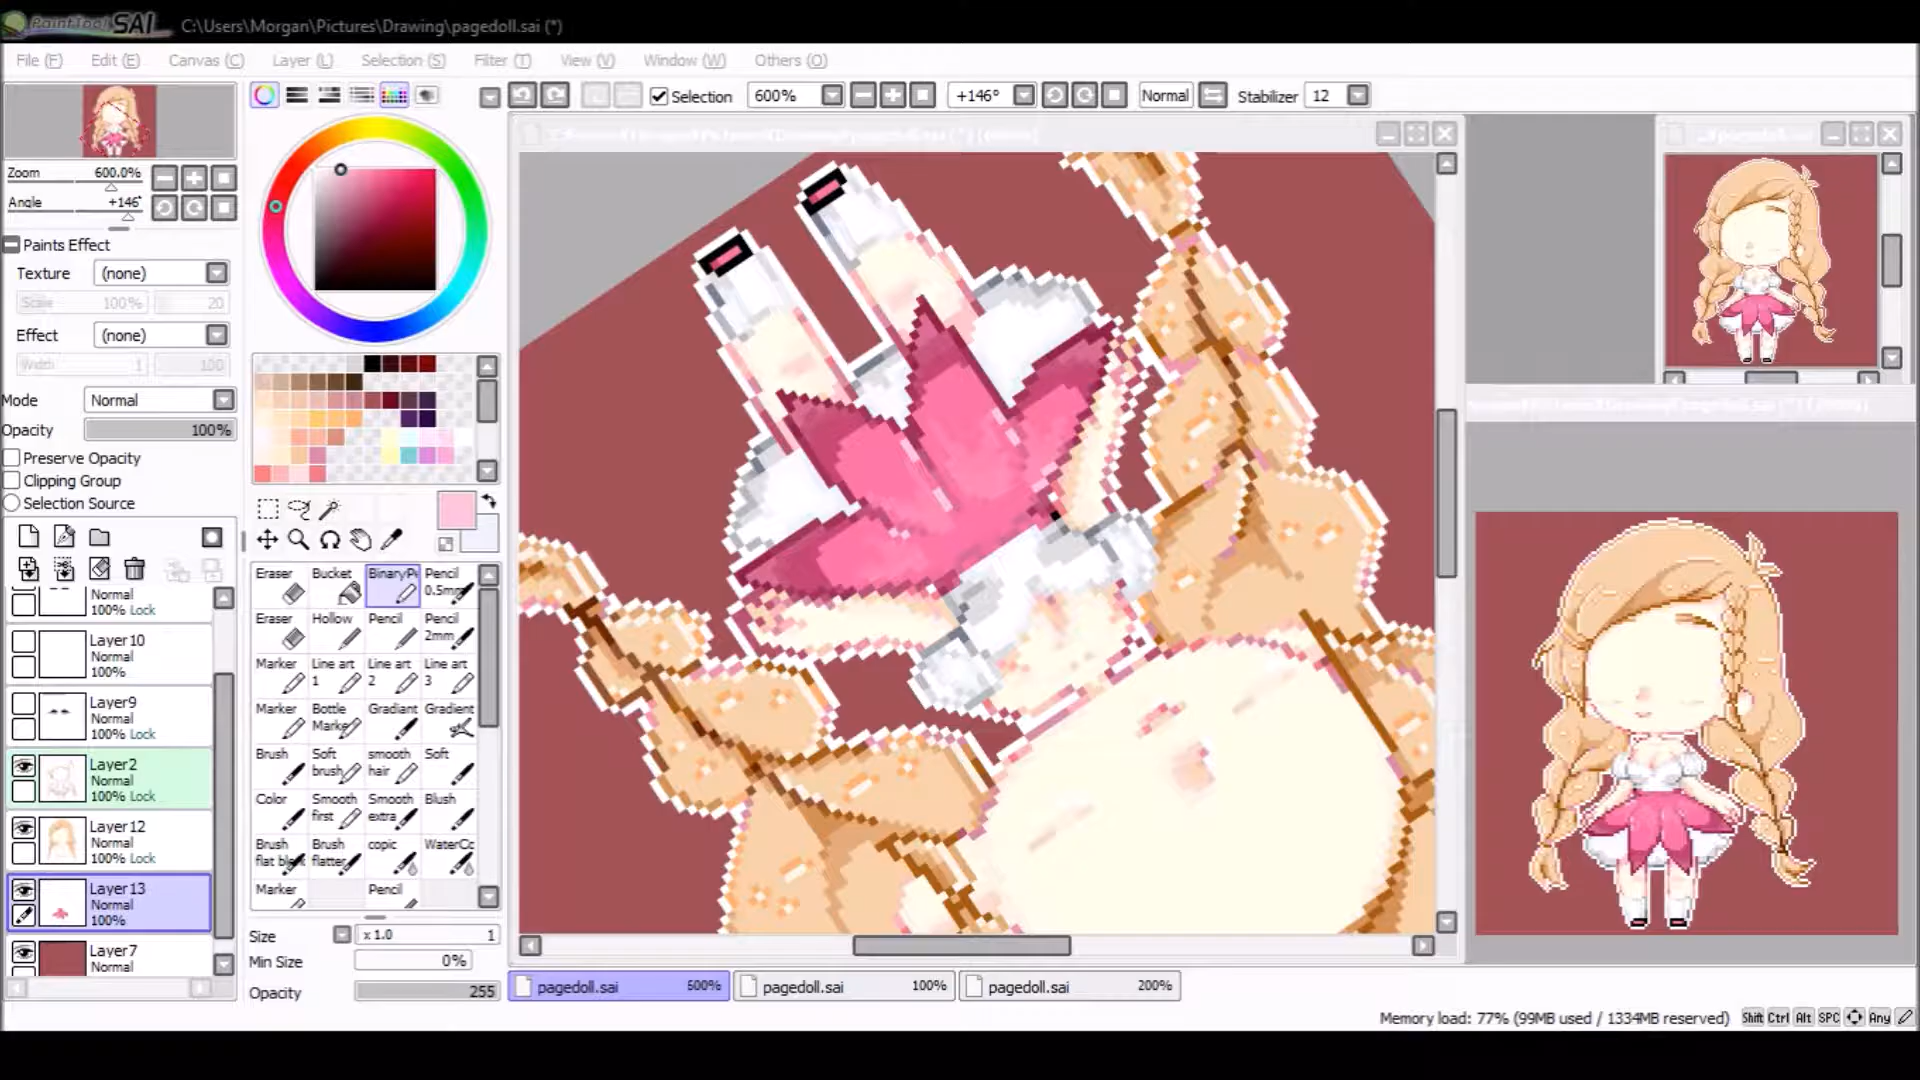 PaintTool SAI C:\Users\Morgan\Pictures\Drawing\pagedoll.sai (*)
File (F) Edit (E) Canvas (C) Layer (L) Selection (S) Filter (T) View (V) Window (W) Others (O)
Selection 600% +146° Normal Stabilizer 12
Zoom 600.0%
Angle +146°
Paints Effect
Texture (none)
Scale 100% 20
Effect (none)
Width 1 100
Mode Normal
Opacity 100%
Preserve Opacity
Clipping Group
Selection Source
Normal
100% Lock
Layer10
Normal
100%
Layer9
Normal
100% Lock
Layer2
Normal
100% Lock
Layer12
Normal
100% Lock
Layer13
Normal
100%
Layer7
Normal
Eraser Bucket BinaryPe Pencil
0.5mm
Eraser Hollow Pencil Pencil
2mm
Marker Line art Line art Line art
1 2 3
Marker Bottle Gradiant Gradient
Marker
Brush Soft smooth Soft
brush hair
Color Smooth Smooth Blush
first extra
Brush Brush copic WaterCc
flat flatter
Marker Pencil
Size x 1.0 1
Min Size 0%
Opacity 255
pagedoll.sai 600% pagedoll.sai 100% pagedoll.sai 200%
Memory load: 77% (99MB used / 1334MB reserved) Shift Ctrl Alt SPC Any